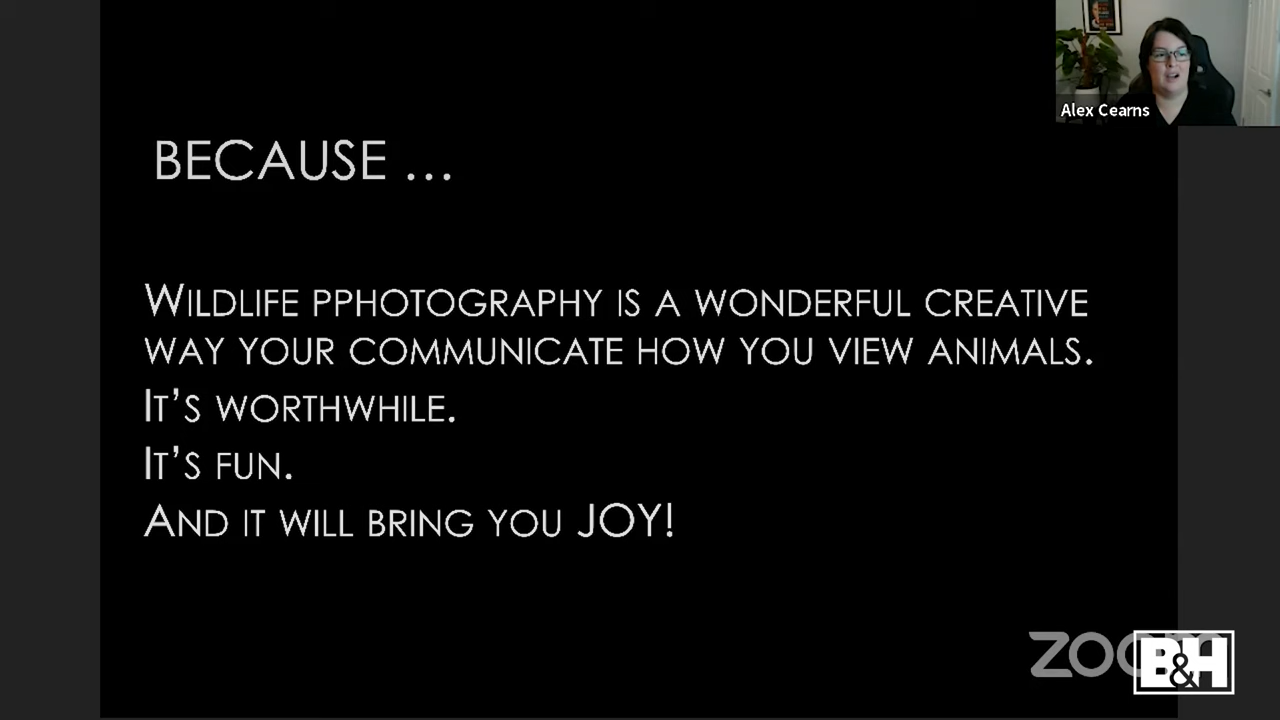 Alex Cearns
BECAUSE ...
WILDLIFE PPHOTOGRAPHY IS A WONDERFUL CREATIVE
WAY YOUR COMMUNICATE HOW YOU VIEW ANIMALS.
IT'S WORTHWHILE.
IT'S FUN.
AND IT WILL BRING YOU JOY!
zoom
B&H